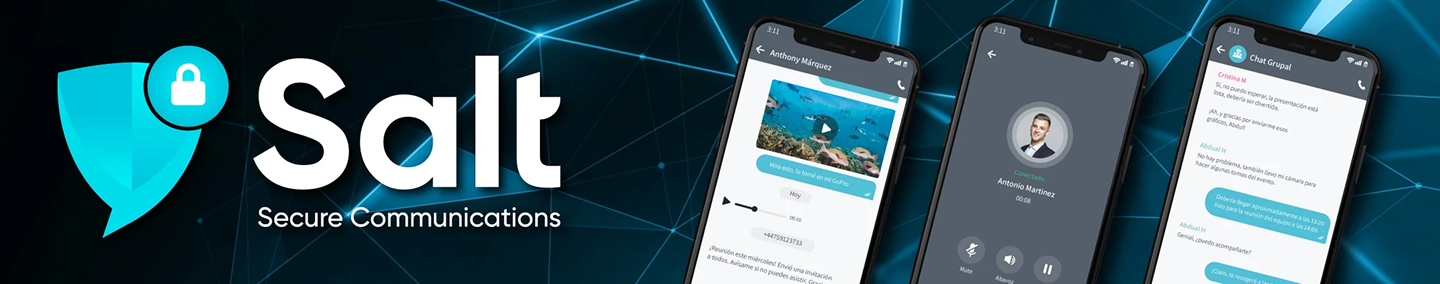 Salt
Secure Communications
3:11
Anthony Márquez
Mira esto, lo tomé en mi GoPro
Hoy
00:16
+44759123733
¡Reunión este miércoles! Envié una invitación
a todos. Avísame si no puedes asistir.
3:11
Conectado
Antonio Martinez
00:08
Mute
Altavoz
3:11
Chat Grupal
Cristina M
Sí, no puedo esperar, la presentación está
lista, debería ser divertida.
¡Ah, y gracias por enviarme esos
gráficos, Abdul!
Abdual H
No hay problema, también llevo mi cámara para
hacer algunas tomas del evento.
Debería llegar aproximadamente a las 13:20
listo para la reunión del equipo a las 14:00
Abdual H
Genial, ¿puedo acompañarte?
¡Claro, te recogeré a